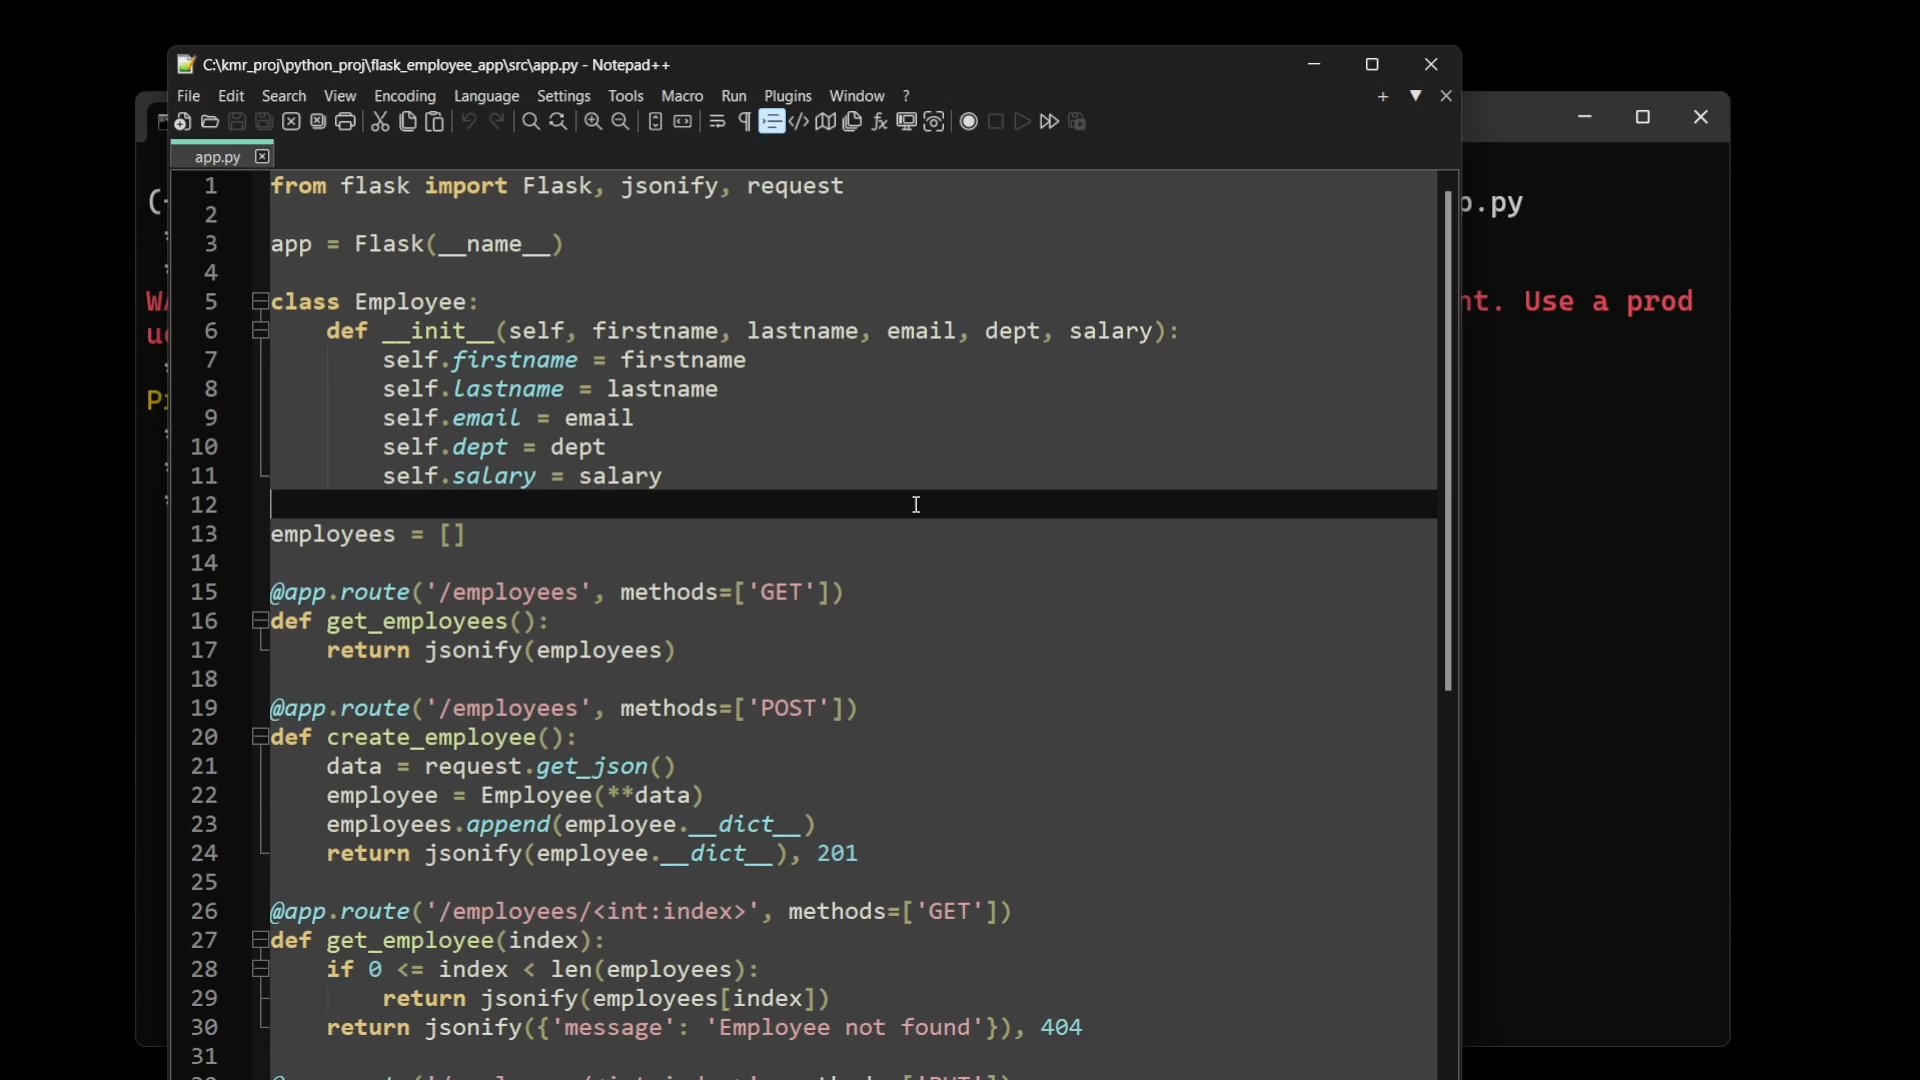 C:\kmr_proj\python_proj\flask_employee_app\src\app.py - Notepad++
File Edit Search View Encoding Language Settings Tools Macro Run Plugins Window ?
app.py
1 from flask import Flask, jsonify, request
2
3 app = Flask(__name__)
4
5 class Employee:
6 def __init__(self, firstname, lastname, email, dept, salary):
7 self.firstname = firstname
8 self.lastname = lastname
9 self.email = email
10 self.dept = dept
11 self.salary = salary
12
13 employees = []
14
15 @app.route('/employees', methods=['GET'])
16 def get_employees():
17 return jsonify(employees)
18
19 @app.route('/employees', methods=['POST'])
20 def create_employee():
21 data = request.get_json()
22 employee = Employee(**data)
23 employees.append(employee.__dict__)
24 return jsonify(employee.__dict__), 201
25
26 @app.route('/employees/<int:index>', methods=['GET'])
27 def get_employee(index):
28 if 0 <= index < len(employees):
29 return jsonify(employees[index])
30 return jsonify({'message': 'Employee not found'}), 404
31
.py
nt. Use a prod